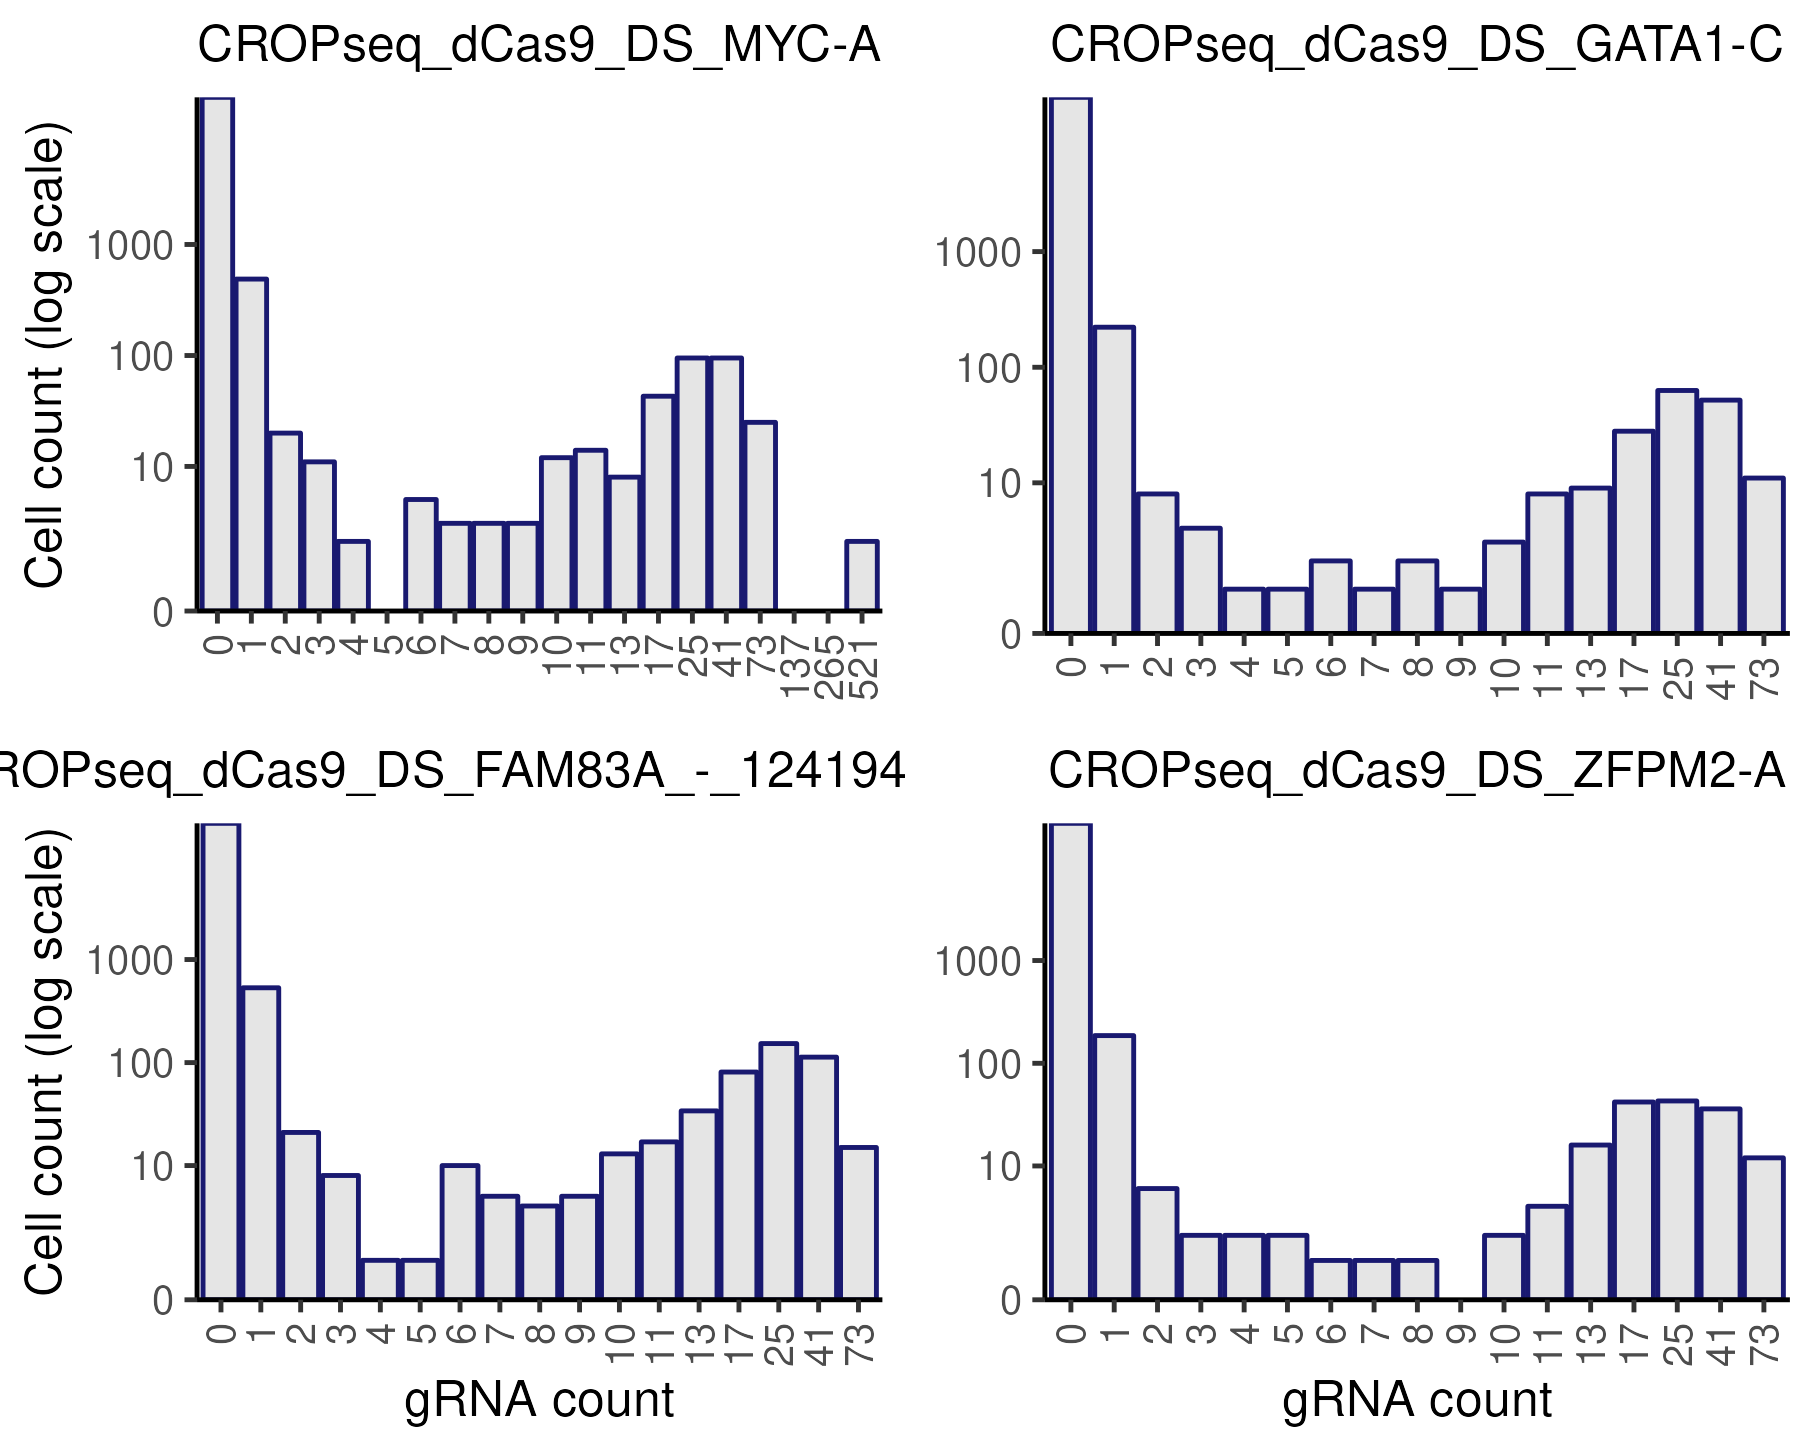 CROPseq_dCas9_DS_MYC-A
Cell count (log scale)
1000
100
10
0
0 1 2 3 4 5 6 7 8 9 10 11 13 17 25 41 73 137 265 521
CROPseq_dCas9_DS_GATA1-C
1000
100
10
0
0 1 2 3 4 5 6 7 8 9 10 11 13 17 25 41 73
ROPseq_dCas9_DS_FAM83A_-_124194
Cell count (log scale)
1000
100
10
0
0 1 2 3 4 5 6 7 8 9 10 11 13 17 25 41 73
gRNA count
CROPseq_dCas9_DS_ZFPM2-A
1000
100
10
0
0 1 2 3 4 5 6 7 8 9 10 11 13 17 25 41 73
gRNA count